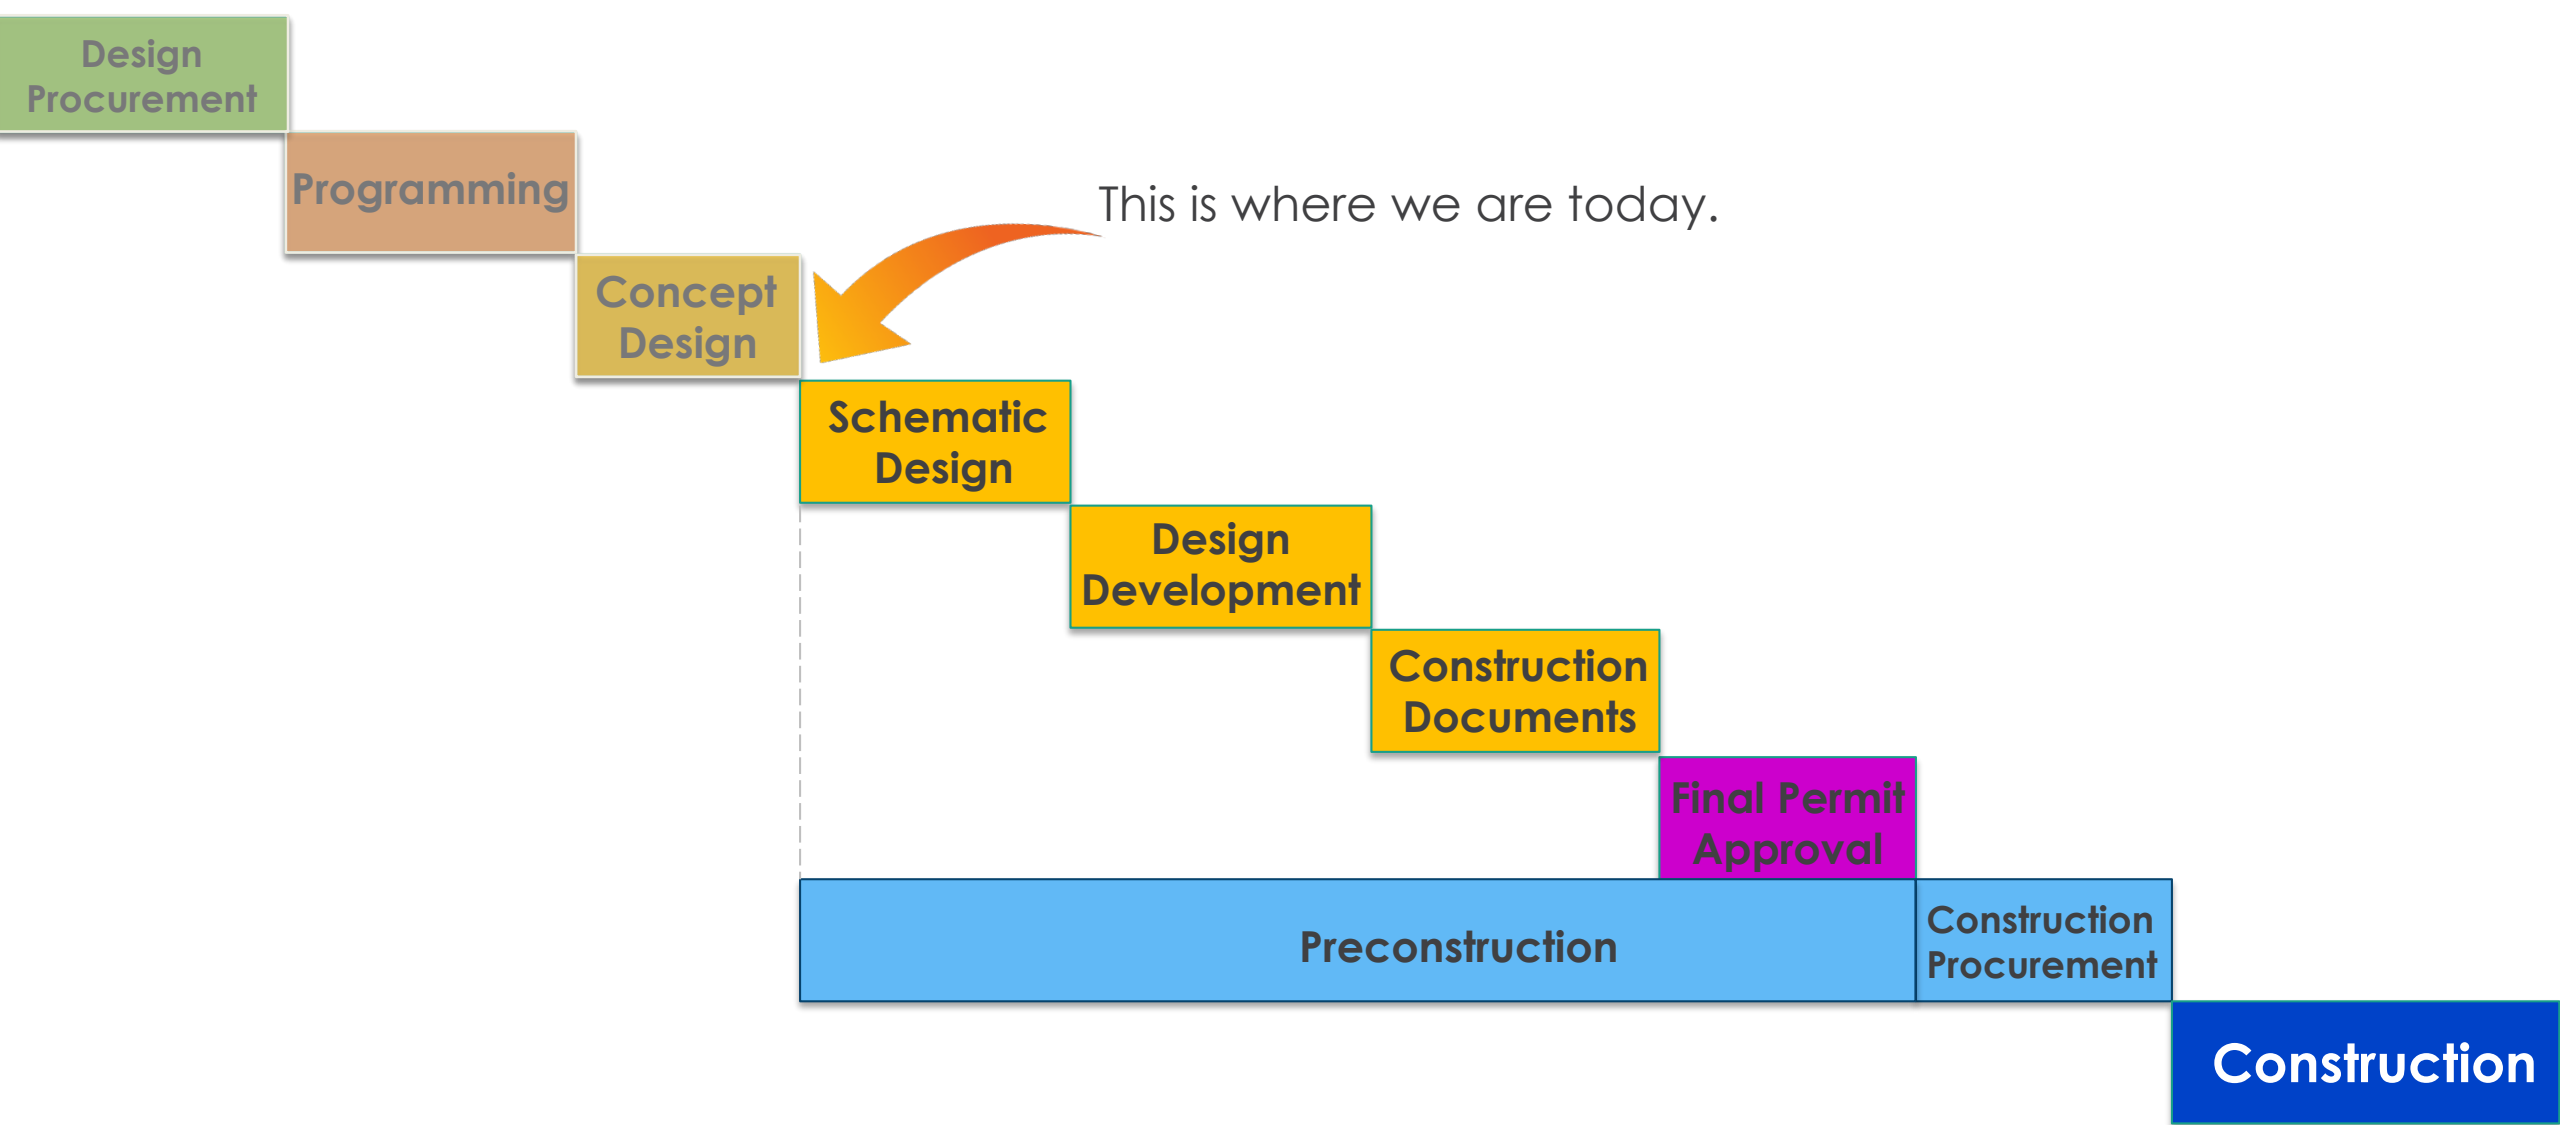 Design
Procurement
Programming
This is where we are today.
Concept
Design
Schematic
Design
Design
Development
Construction
Documents
Final Permit
Approval
Preconstruction
Construction
Procurement
Construction